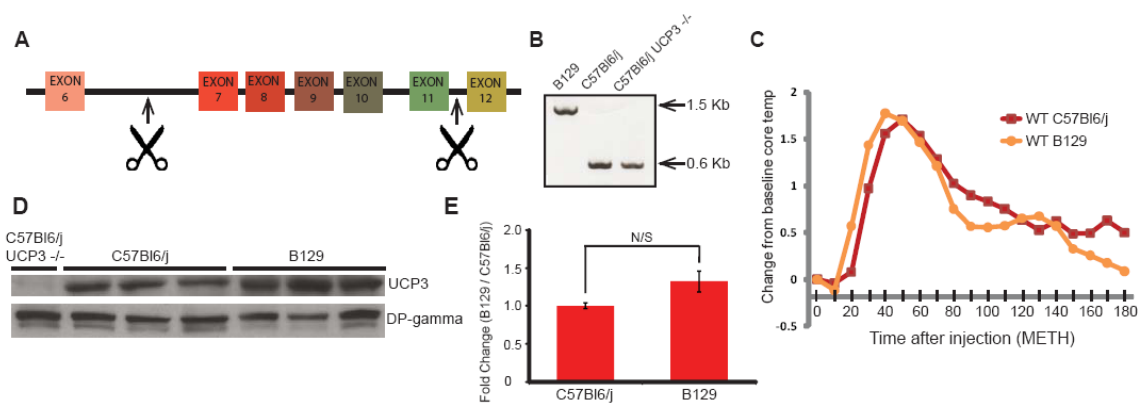 A
EXON 6
EXON 7
EXON 8
EXON 9
EXON 10
EXON 11
EXON 12
B
B129
C57Bl6/j
C57Bl6/j UCP3 -/-
1.5 Kb
0.6 Kb
C
Change from baseline core temp
2
1.5
1
0.5
0
-0.5
WT C57Bl6/j
WT B129
0 20 40 60 80 100 120 140 160 180
Time after injection (METH)
D
C57Bl6/j
UCP3 -/-
C57Bl6/j
B129
UCP3
DP-gamma
E
Fold Change (B129 / C57Bl6/j)
2.0
1.5
1.0
0.5
0
N/S
C57Bl6/j
B129